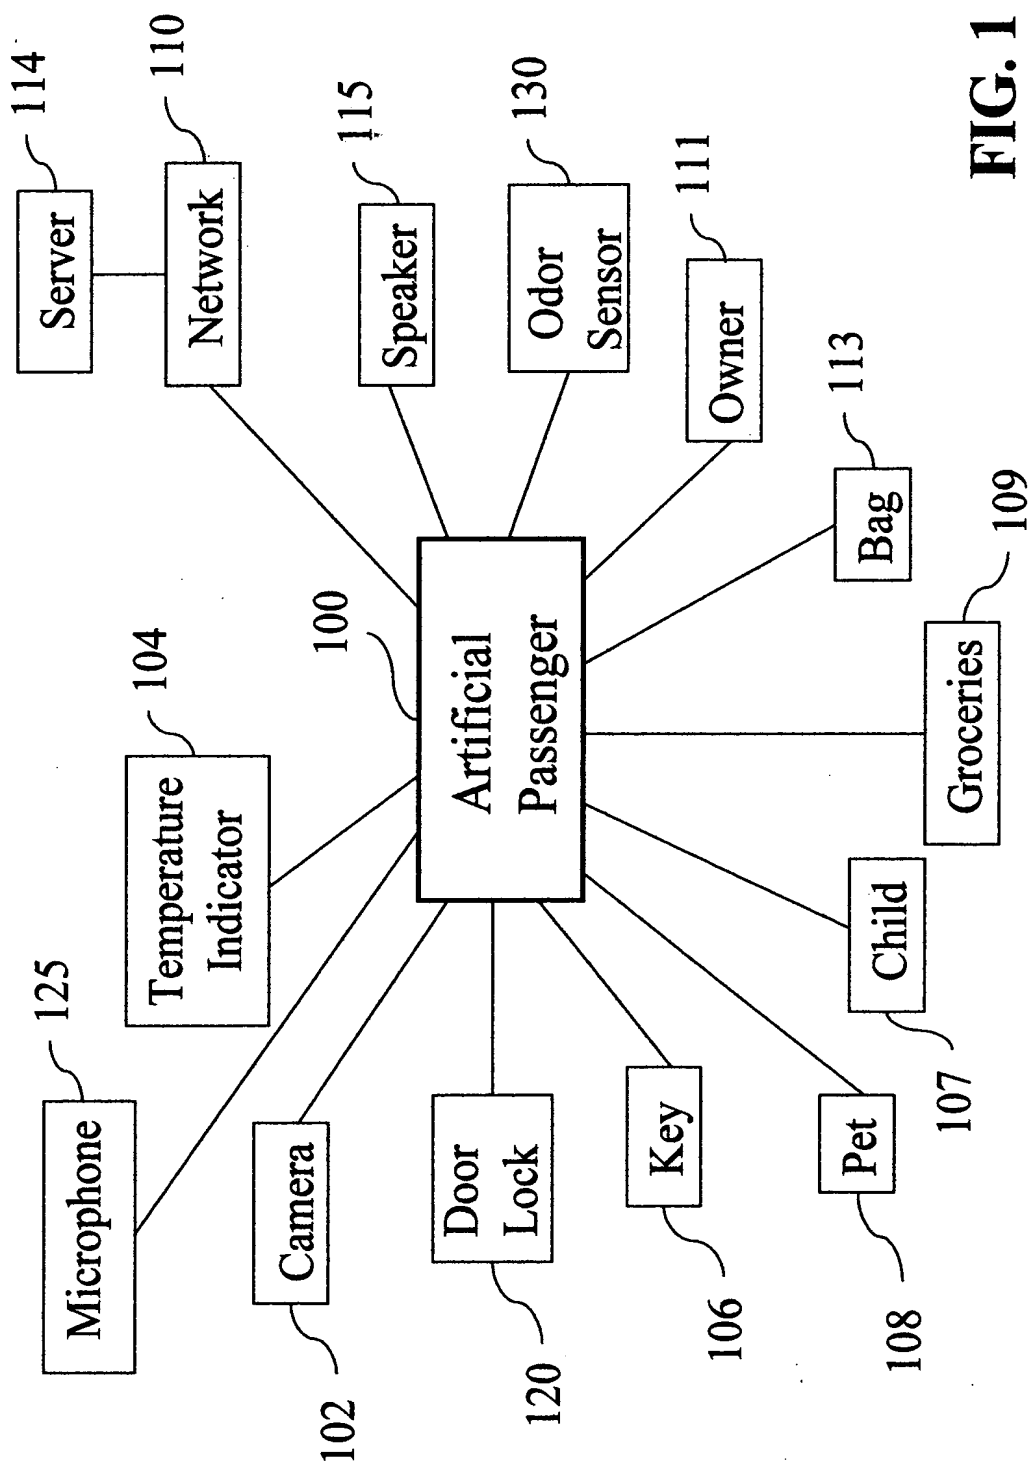 Server
114
Network
110
Microphone
125
Temperature
Indicator
104
100
Speaker
115
Camera
102
Artificial
Passenger
Odor
Sensor
130
Door
Lock
120
Key
106
Owner
111
Pet
108
Child
107
Bag
113
Groceries
109
FIG. 1